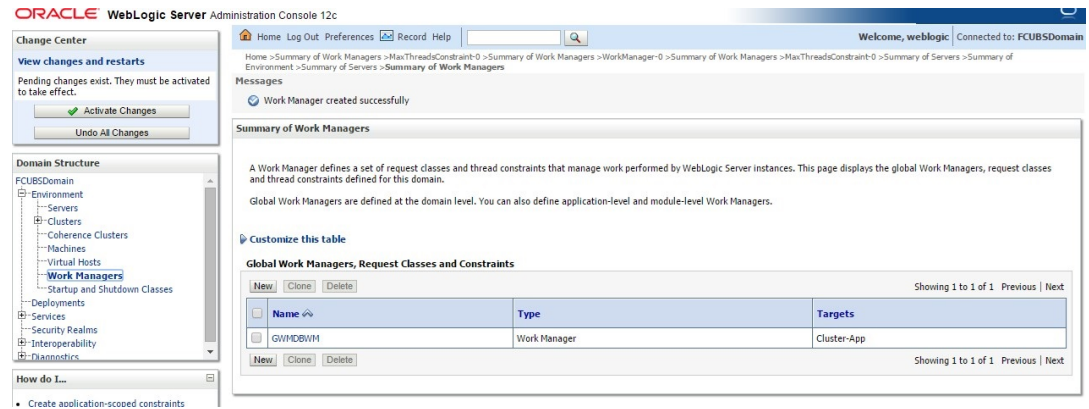 ORACLE WebLogic Server Administration Console 12c
Change Center
View changes and restarts
Pending changes exist. They must be activated
to take effect.
Activate Changes
Undo All Changes
Domain Structure
FCUBSDomain
Environment
Servers
Clusters
Coherence Clusters
Machines
Virtual Hosts
Work Managers
Startup and Shutdown Classes
Deployments
Services
Security Realms
Interoperability
Diagnostics
How do I...
Create application-scoped constraints
Home Log Out Preferences Record Help
Welcome, weblogic Connected to: FCUBSDomain
Home >Summary of Work Managers >MaxThreadsConstraint-0 >Summary of Work Managers >WorkManager-0 >Summary of Work Managers >MaxThreadsConstraint-0 >Summary of Servers >Summary of
Environment >Summary of Servers >Summary of Work Managers
Messages
Work Manager created successfully
Summary of Work Managers
A Work Manager defines a set of request classes and thread constraints that manage work performed by WebLogic Server instances. This page displays the global Work Managers, request classes
and thread constraints defined for this domain.
Global Work Managers are defined at the domain level. You can also define application-level and module-level Work Managers.
Customize this table
Global Work Managers, Request Classes and Constraints
New Clone Delete Showing 1 to 1 of 1 Previous | Next
Name Type Targets
GWMDBWM Work Manager Cluster-App
New Clone Delete Showing 1 to 1 of 1 Previous | Next